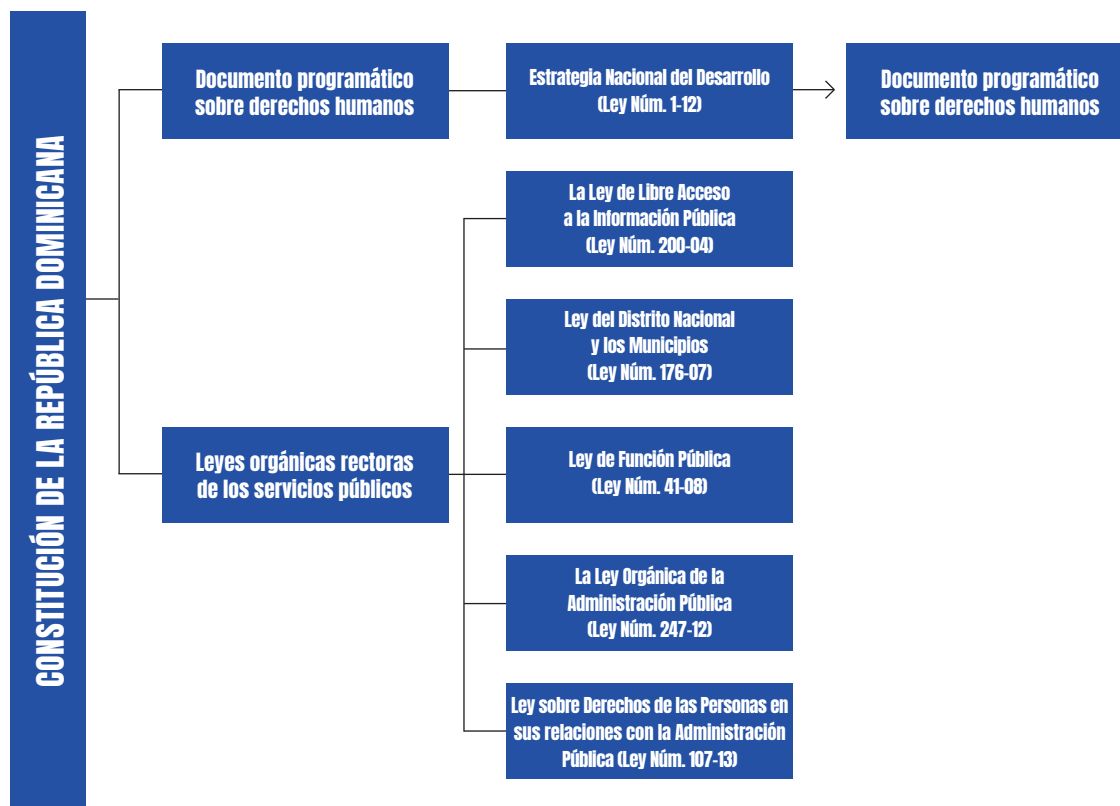 CONSTITUCIÓN DE LA REPÚBLICA DOMINICANA
Documento programático
sobre derechos humanos
Estrategia Nacional del Desarrollo
(Ley Núm. 1-12)
Documento programático
sobre derechos humanos
La Ley de Libre Acceso
a la Información Pública
(Ley Núm. 200-04)
Ley del Distrito Nacional
y los Municipios
(Ley Núm. 176-07)
Leyes orgánicas rectoras
de los servicios públicos
Ley de Función Pública
(Ley Núm. 41-08)
La Ley Orgánica de la
Administración Pública
(Ley Núm. 247-12)
Ley sobre Derechos de las Personas en
sus relaciones con la Administración
Pública (Ley Núm. 107-13)